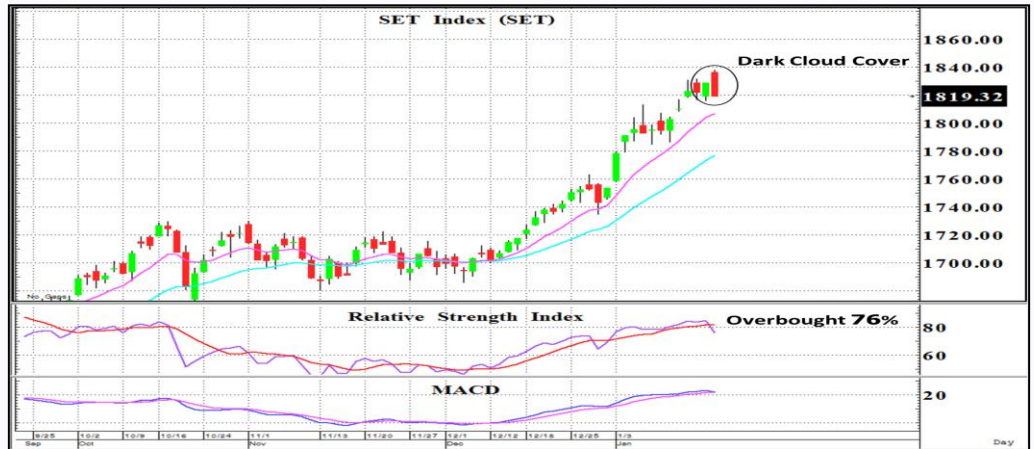 SET Index (SET)
1860.00
Dark Cloud Cover
1840.00
1819.32
1800.00
1780.00
1760.00
1740.00
1720.00
1700.00
No Gaps
Relative Strength Index
Overbought 76%
80
60
MACD
20
9/25 10/2 10/9 10/16 10/24 11/1 11/13 11/20 11/27 12/1 12/12 12/18 12/25 1/3
Sep Oct Nov Dec Jan Day